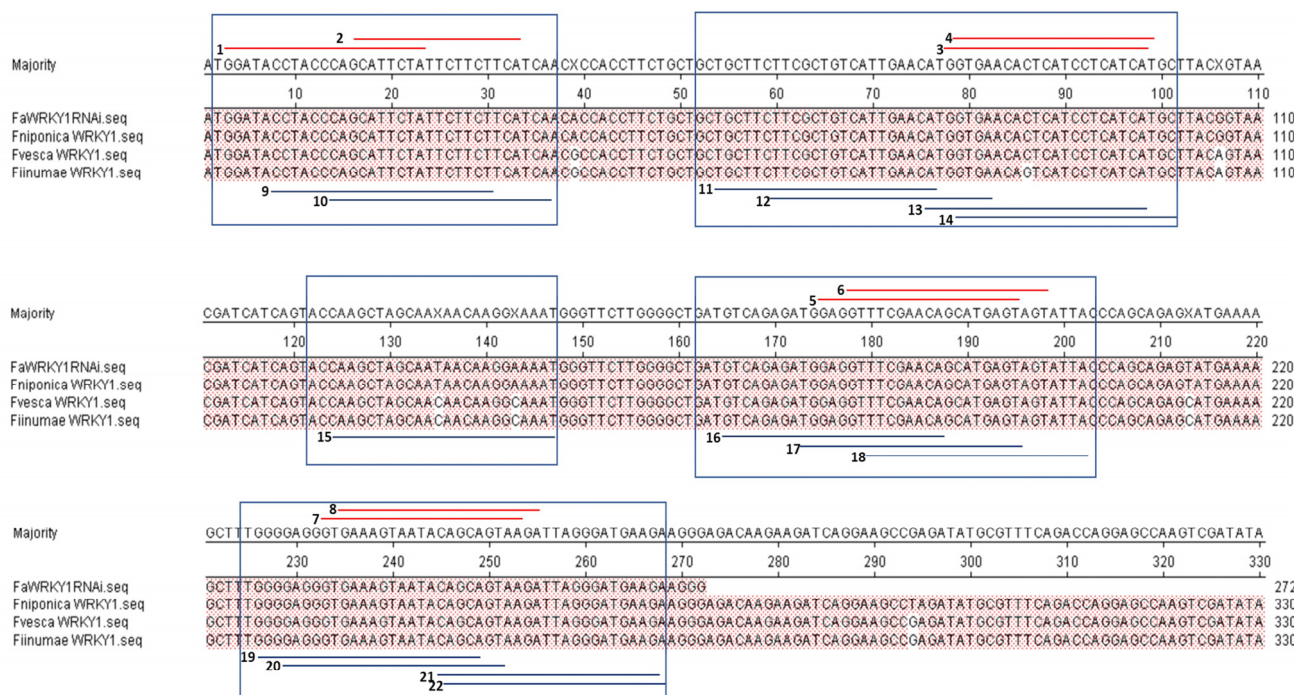 2
4
1
3
Majority ATGGATACCTACCCAGCATTCTATTCTTCTTCATCAACXCCACCTTCTGCTGCTGCTTCTTCGCTGTCATTGAACATGGTGAACACTCATCCTCATCATGCTTACXGTAA
10 20 30 40 50 60 70 80 90 100 110
FaWRKY1RNAi.seq ATGGATACCTACCCAGCATTCTATTCTTCTTCATCAACACCACCTTCTGCTGCTGCTTCTTCGCTGTCATTGAACATGGTGAACACTCATCCTCATCATGCTTACGGTAA 110
Fniponica WRKY1.seq ATGGATACCTACCCAGCATTCTATTCTTCTTCATCAACACCACCTTCTGCTGCTGCTTCTTCGCTGTCATTGAACATGGTGAACACTCATCCTCATCATGCTTACGGTAA 110
Fvesca WRKY1.seq ATGGATACCTACCCAGCATTCTATTCTTCTTCATCAACGCCACCTTCTGCTGCTGCTTCTTCGCTGTCATTGAACATGGTGAACACTCATCCTCATCATGCTTACAGTAA 110
Fiinumae WRKY1.seq ATGGATACCTACCCAGCATTCTATTCTTCTTCATCAACGCCACCTTCTGCTGCTGCTTCTTCGCTGTCATTGAACATGGTGAACAGTCATCCTCATCATGCTTACAGTAA 110
9 11
10 12
13
14
6
5
Majority CGATCATCAGTACCAAGCTAGCAAXAACAAGGXAAATGGGTTCTTGGGGCTGATGTCAGAGATGGAGGTTTCGAACAGCATGAGTAGTATTACCCAGCAGAGXATGAAAA
120 130 140 150 160 170 180 190 200 210 220
FaWRKY1RNAi.seq CGATCATCAGTACCAAGCTAGCAATAACAAGGAAAATGGGTTCTTGGGGCTGATGTCAGAGATGGAGGTTTCGAACAGCATGAGTAGTATTACCCAGCAGAGTATGAAAA 220
Fniponica WRKY1.seq CGATCATCAGTACCAAGCTAGCAATAACAAGGAAAATGGGTTCTTGGGGCTGATGTCAGAGATGGAGGTTTCGAACAGCATGAGTAGTATTACCCAGCAGAGTATGAAAA 220
Fvesca WRKY1.seq CGATCATCAGTACCAAGCTAGCAACAACAAGGCAAATGGGTTCTTGGGGCTGATGTCAGAGATGGAGGTTTCGAACAGCATGAGTAGTATTACCCAGCAGAGCATGAAAA 220
Fiinumae WRKY1.seq CGATCATCAGTACCAAGCTAGCAACAACAAGGCAAATGGGTTCTTGGGGCTGATGTCAGAGATGGAGGTTTCGAACAGCATGAGTAGTATTACCCAGCAGAGCATGAAAA 220
15 16
17
18
8
7
Majority GCTTTGGGGAGGGTGAAAGTAATACAGCAGTAAGATTAGGGATGAAGAAGGGAGACAAGAAGATCAGGAAGCCGAGATATGCGTTTCAGACCAGGAGCCAAGTCGATATA
230 240 250 260 270 280 290 300 310 320 330
FaWRKY1RNAi.seq GCTTTGGGGAGGGTGAAAGTAATACAGCAGTAAGATTAGGGATGAAGAAGGG 272
Fniponica WRKY1.seq GCTTTGGGGAGGGTGAAAGTAATACAGCAGTAAGATTAGGGATGAAGAAGGGAGACAAGAAGATCAGGAAGCCTAGATATGCGTTTCAGACCAGGAGCCAAGTCGATATA 330
Fvesca WRKY1.seq GCTTTGGGGAGGGTGAAAGTAATACAGCAGTAAGATTAGGGATGAAGAAGGGAGACAAGAAGATCAGGAAGCCGAGATATGCGTTTCAGACCAGGAGCCAAGTCGATATA 330
Fiinumae WRKY1.seq GCTTTGGGGAGGGTGAAAGTAATACAGCAGTAAGATTAGGGATGAAGAAGGGAGACAAGAAGATCAGGAAGCCGAGATATGCGTTTCAGACCAGGAGCCAAGTCGATATA 330
19
20
21
22